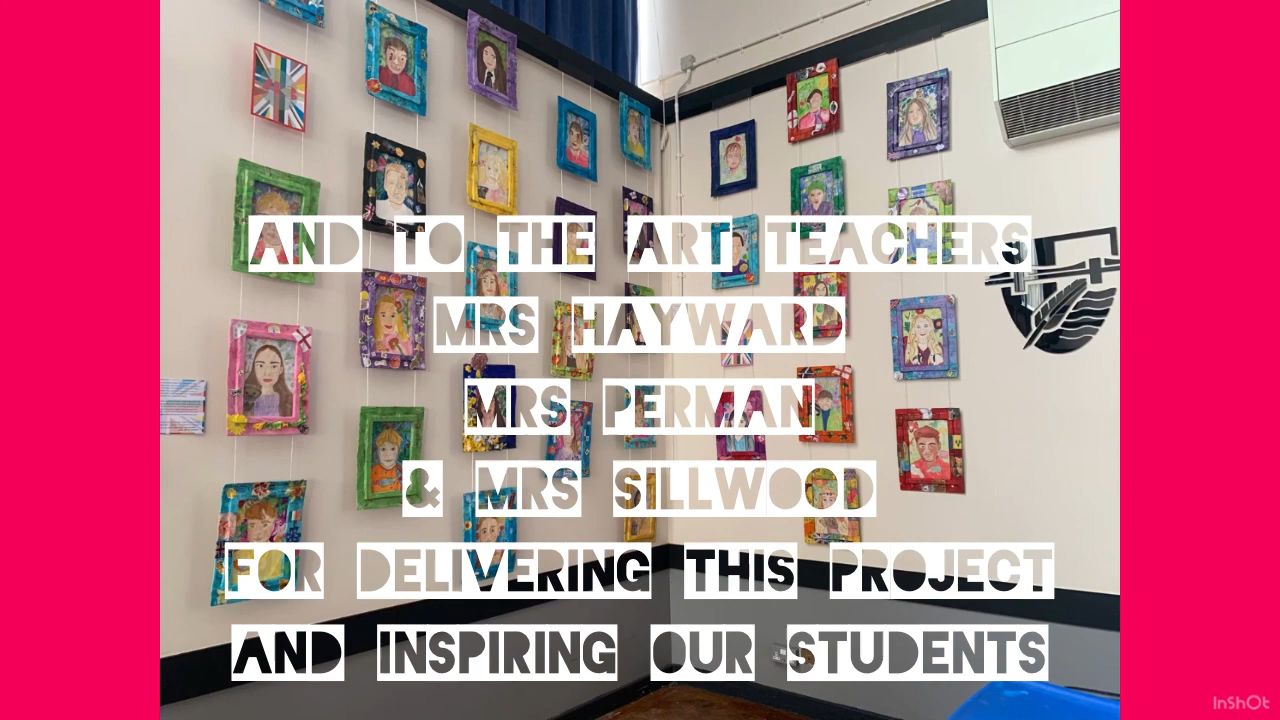 AND TO THE ART TEACHERS
MRS HAYWARD
MRS PERMAN
& MRS SILLWOOD
FOR DELIVERING THIS PROJECT
AND INSPIRING OUR STUDENTS
InShOt